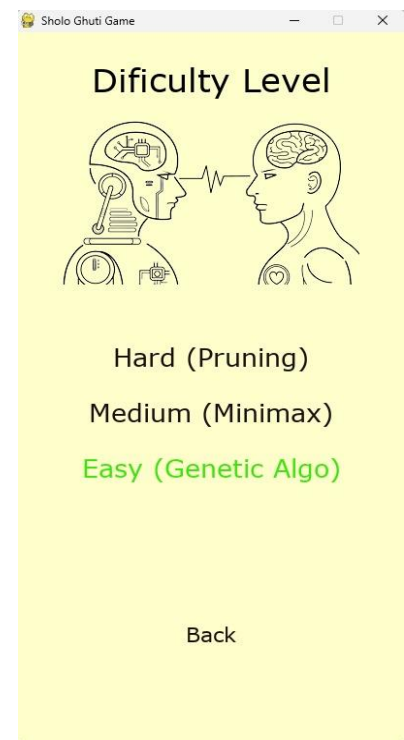 Sholo Ghuti Game
Dificulty Level
Hard (Pruning)
Medium (Minimax)
Easy (Genetic Algo)
Back